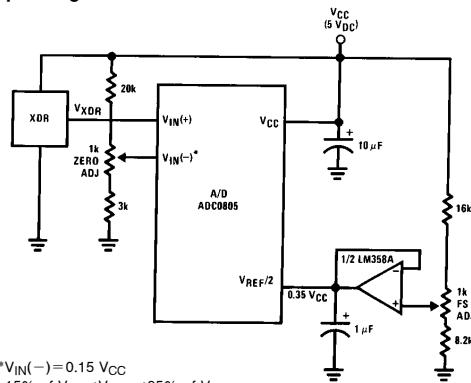 VCC
(5 VDC)
20k
XDR
VXDR
VIN(+)
VCC
+
10 μF
1k
ZERO
ADJ
VIN(−)*
A/D
ADC0805
3k
16k
1/2 LM358A
−
+
VREF/2
0.35 VCC
1k
FS
8.2k
+
1 μF
*VIN(−)=0.15 VCC